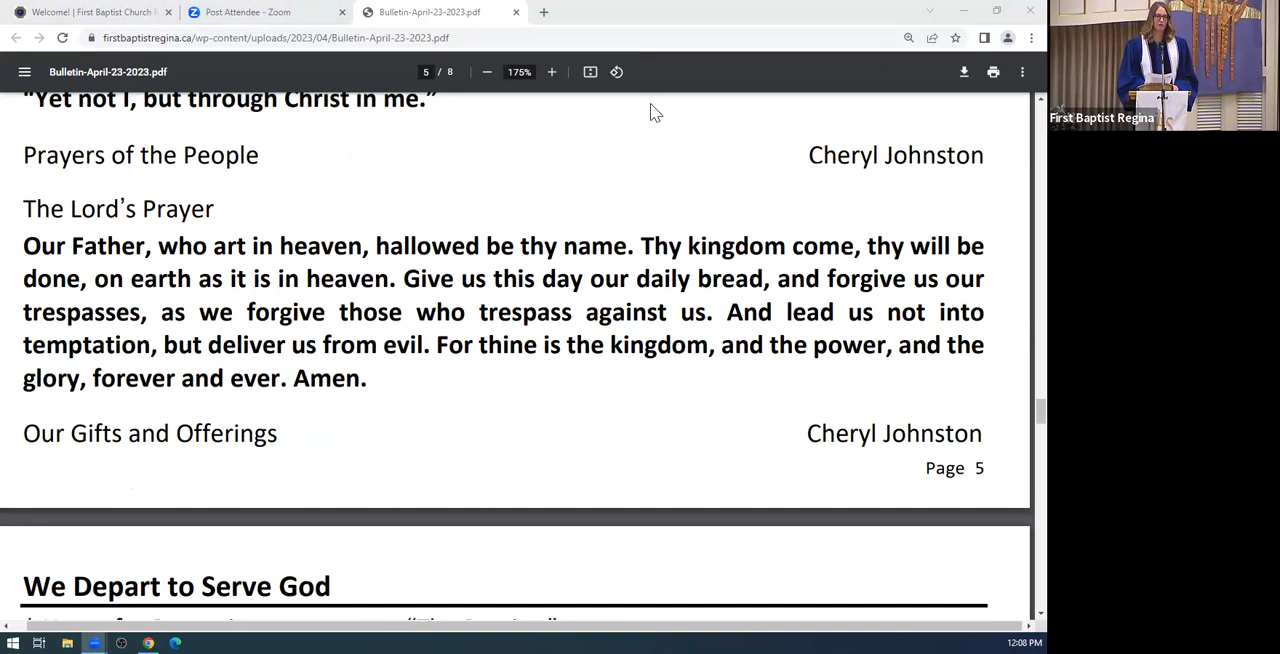 Welcome! | First Baptist Church
Post Attendee - Zoom
Bulletin-April-23-2023.pdf
firstbaptistregina.ca/wp-content/uploads/2023/04/Bulletin-April-23-2023.pdf
Bulletin-April-23-2023.pdf
5 / 8
175%
"Yet not I, but through Christ in me."
First Baptist Regina
Prayers of the People Cheryl Johnston
The Lord's Prayer
Our Father, who art in heaven, hallowed be thy name. Thy kingdom come, thy will be
done, on earth as it is in heaven. Give us this day our daily bread, and forgive us our
trespasses, as we forgive those who trespass against us. And lead us not into
temptation, but deliver us from evil. For thine is the kingdom, and the power, and the
glory, forever and ever. Amen.
Our Gifts and Offerings Cheryl Johnston
Page 5
We Depart to Serve God
12:08 PM